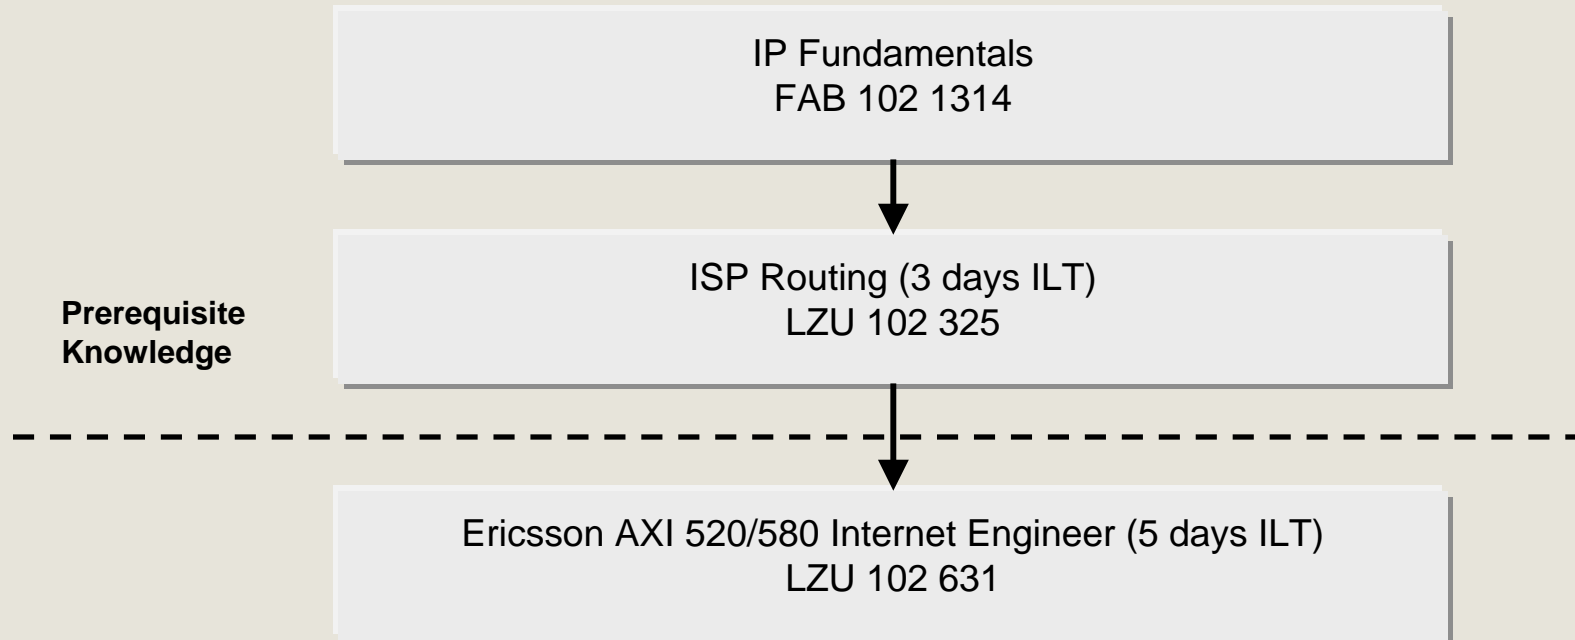 IP Fundamentals
FAB 102 1314
ISP Routing (3 days ILT)
LZU 102 325
Prerequisite
Knowledge
Ericsson AXI 520/580 Internet Engineer (5 days ILT)
LZU 102 631